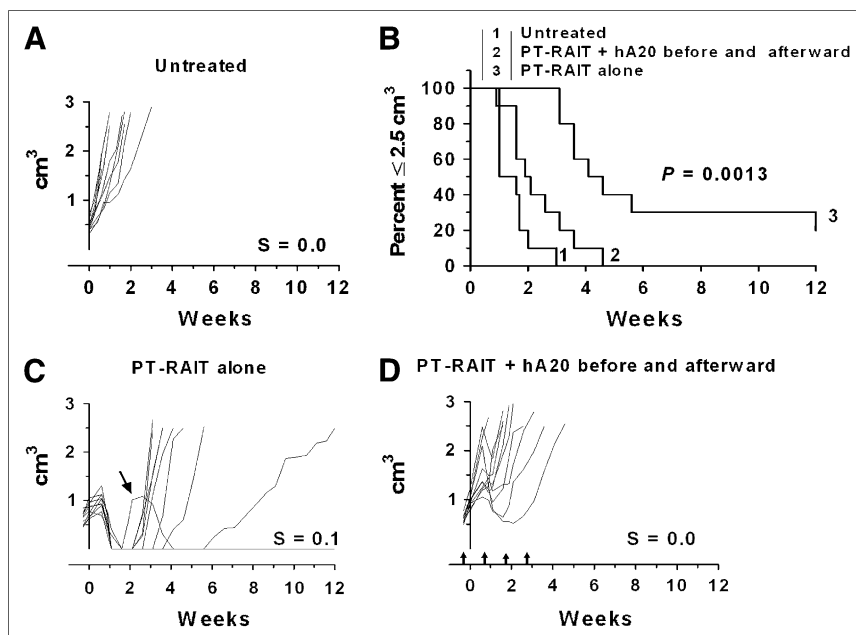 A
Untreated
3
2
1
cm3
S = 0.0
0 2 4 6 8 10 12
Weeks
B
1 Untreated
2 PT-RAIT + hA20 before and afterward
3 PT-RAIT alone
100
80
60
40
20
0
Percent ≤ 2.5 cm3
P = 0.0013
1
2
3
0 2 4 6 8 10 12
Weeks
C
PT-RAIT alone
3
2
1
cm3
S = 0.1
0 2 4 6 8 10 12
Weeks
D
PT-RAIT + hA20 before and afterward
3
2
1
cm3
S = 0.0
0 2 4 6 8 10 12
Weeks